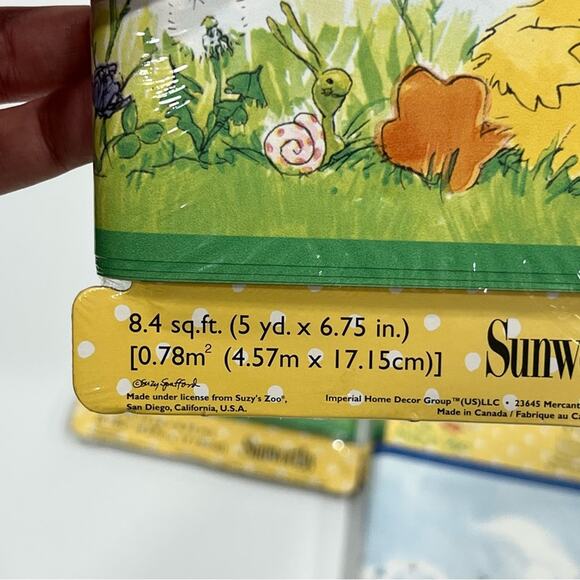 8.4 sq.ft. (5 yd. x 6.75 in.)
[0.78m² (4.57m x 17.15cm)]
Sunw
©Suzy Spafford
Made under license from Suzy's Zoo®,
San Diego, California, U.S.A.
Imperial Home Decor Group™(US)LLC • 23645 Mercant
Made in Canada / Fabrique au Ca